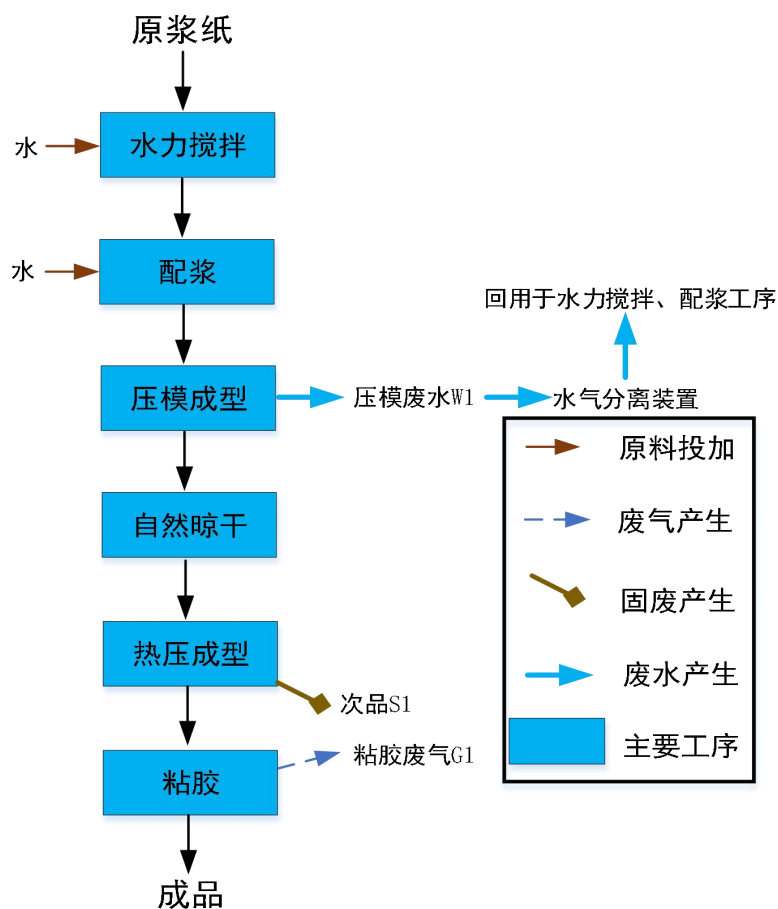 原浆纸
水
水力搅拌
水
配浆
回用于水力搅拌、配浆工序
压模成型
压模废水W1
水气分离装置
原料投加
废气产生
自然晾干
固废产生
热压成型
次品S1
废水产生
粘胶废气G1
主要工序
粘胶
成品